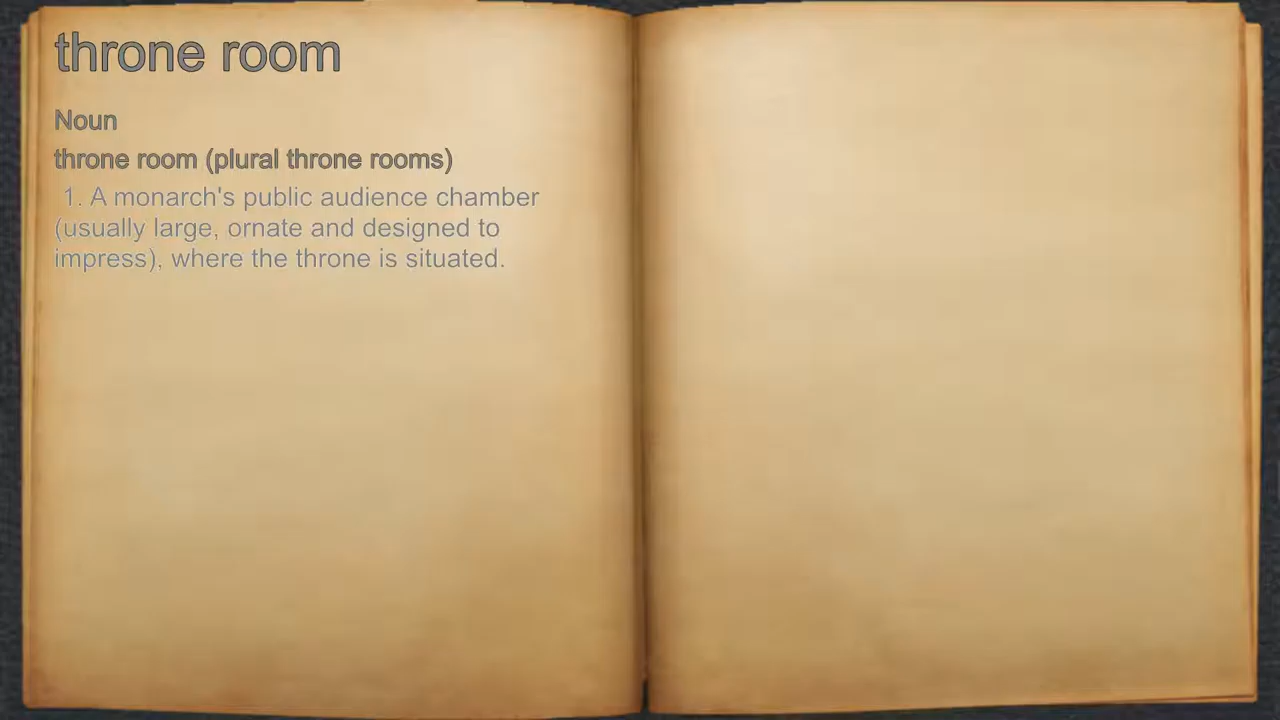 throne room
Noun
throne room (plural throne rooms)
1. A monarch's public audience chamber
(usually large, ornate and designed to
impress), where the throne is situated.